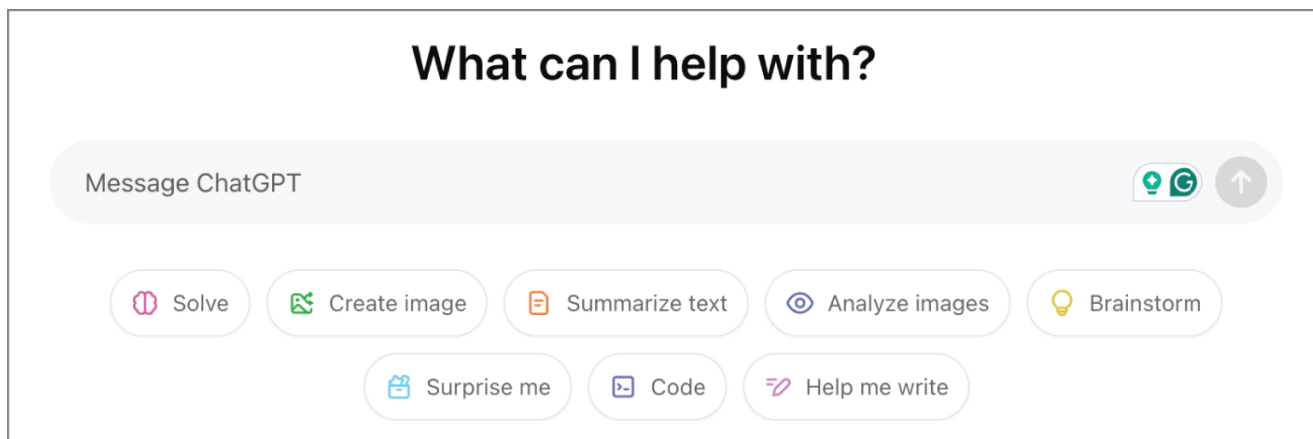 What can I help with?
Message ChatGPT
Solve Create image Summarize text Analyze images Brainstorm
Surprise me Code Help me write